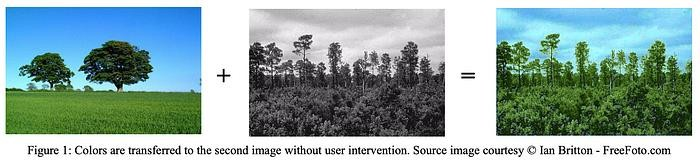 +
=
Figure 1: Colors are transferred to the second image without user intervention. Source image courtesy © Ian Britton - FreeFoto.com